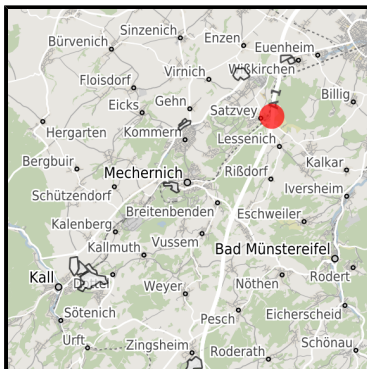 Sinzenich
Enzen
Bürvenich
Euenheim
Virnich
Wißkirchen
Floisdorf
Billig
Gehn
Eicks
Satzvey
A 1
Hergarten
Kommern
Lessenich
Bergbuir
Kalkar
Mechernich
Rißdorf
Schützendorf
Iversheim
Breitenbenden
Eschweiler
Kalenberg
Vussem
Kallmuth
Bad Münstereifel
Kall
Rodert
Weyer
Nöthen
Sötenich
Pesch
Eicherscheid
Urft
Zingsheim
Schönau
Roderath